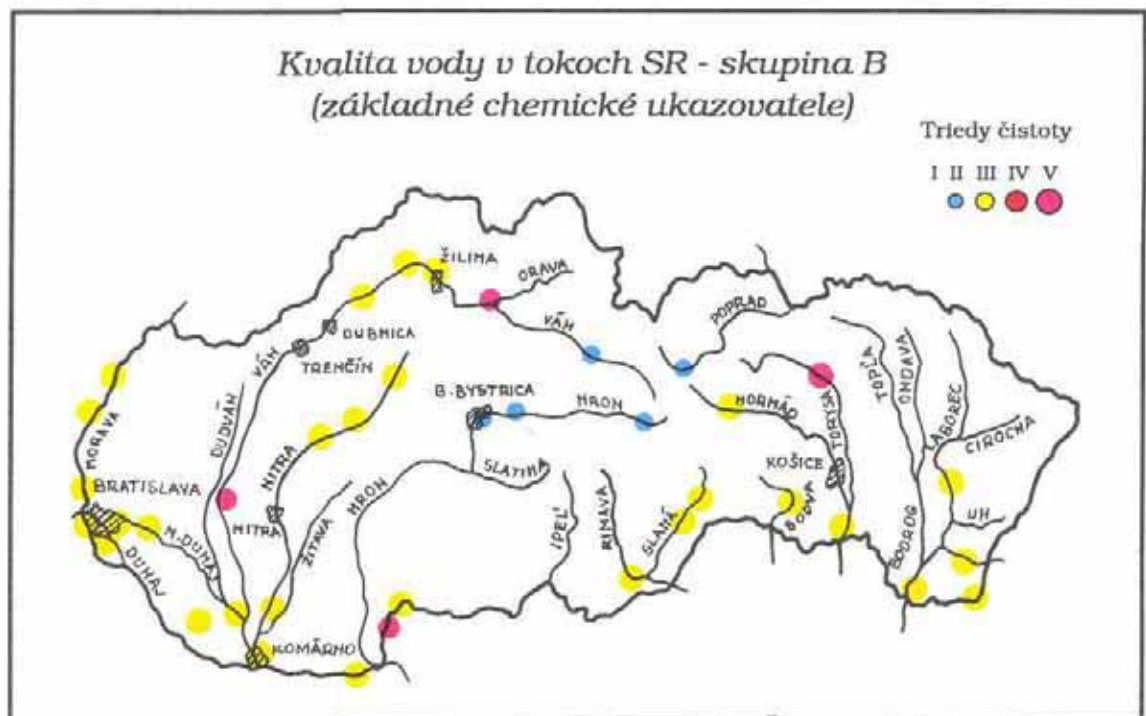 Kvalita vody v tokoch SR - skupina B
(základné chemické ukazovatele)
Triedy čistoty
I II III IV V
ŽILINA
ORAVA
VÁH
POPRAD
DUBNICA
TRENČÍN
VÁH
B. BYSTRICA
HRON
HORNÁD
TORYSA
TOPĽA
ONDAVA
LABOREC
CIROCHA
MORAVA
DUDVÁH
NITRA
HRON
SLATINA
KOŠICE
BRATISLAVA
NITRA
ŽITAVA
IPEĽ
RIMAVA
SLANÁ
BODVA
UH
M. DUNAJ
DUNAJ
BODROG
KOMÁRNO